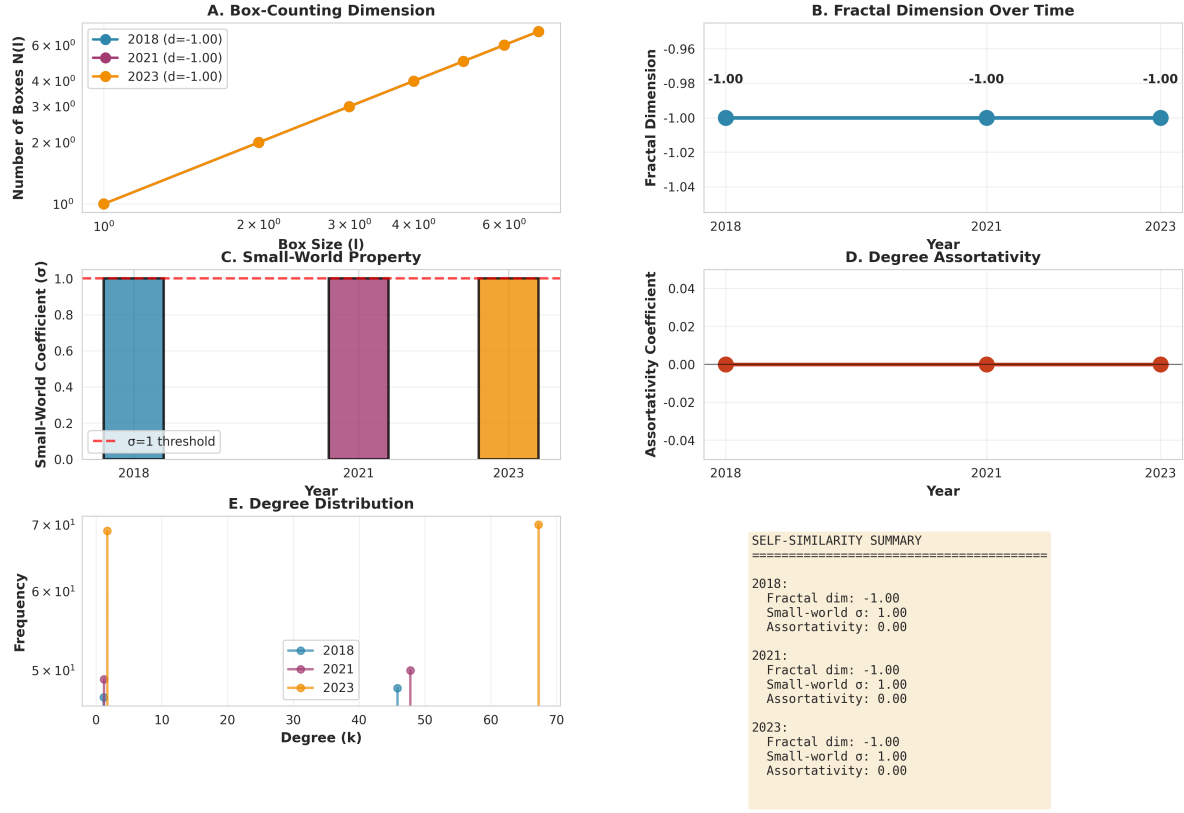 A. Box-Counting Dimension
Number of Boxes N(l)
6 × 10⁰
4 × 10⁰
3 × 10⁰
2 × 10⁰
10⁰
2018 (d=-1.00)
2021 (d=-1.00)
2023 (d=-1.00)
10⁰ 2 × 10⁰ 3 × 10⁰ 4 × 10⁰ 6 × 10⁰
Box Size (l)
B. Fractal Dimension Over Time
Fractal Dimension
-0.96
-0.98
-1.00
-1.02
-1.04
-1.00 -1.00 -1.00
2018 2021 2023
Year
C. Small-World Property
Small-World Coefficient (σ)
1.0
0.8
0.6
0.4
0.2
0.0
σ=1 threshold
2018 2021 2023
Year
D. Degree Assortativity
Assortativity Coefficient
0.04
0.02
0.00
-0.02
-0.04
2018 2021 2023
Year
E. Degree Distribution
Frequency
7 × 10¹
6 × 10¹
5 × 10¹
2018
2021
2023
0 10 20 30 40 50 60 70
Degree (k)
SELF-SIMILARITY SUMMARY
========================================
2018:
Fractal dim: -1.00
Small-world σ: 1.00
Assortativity: 0.00
2021:
Fractal dim: -1.00
Small-world σ: 1.00
Assortativity: 0.00
2023:
Fractal dim: -1.00
Small-world σ: 1.00
Assortativity: 0.00